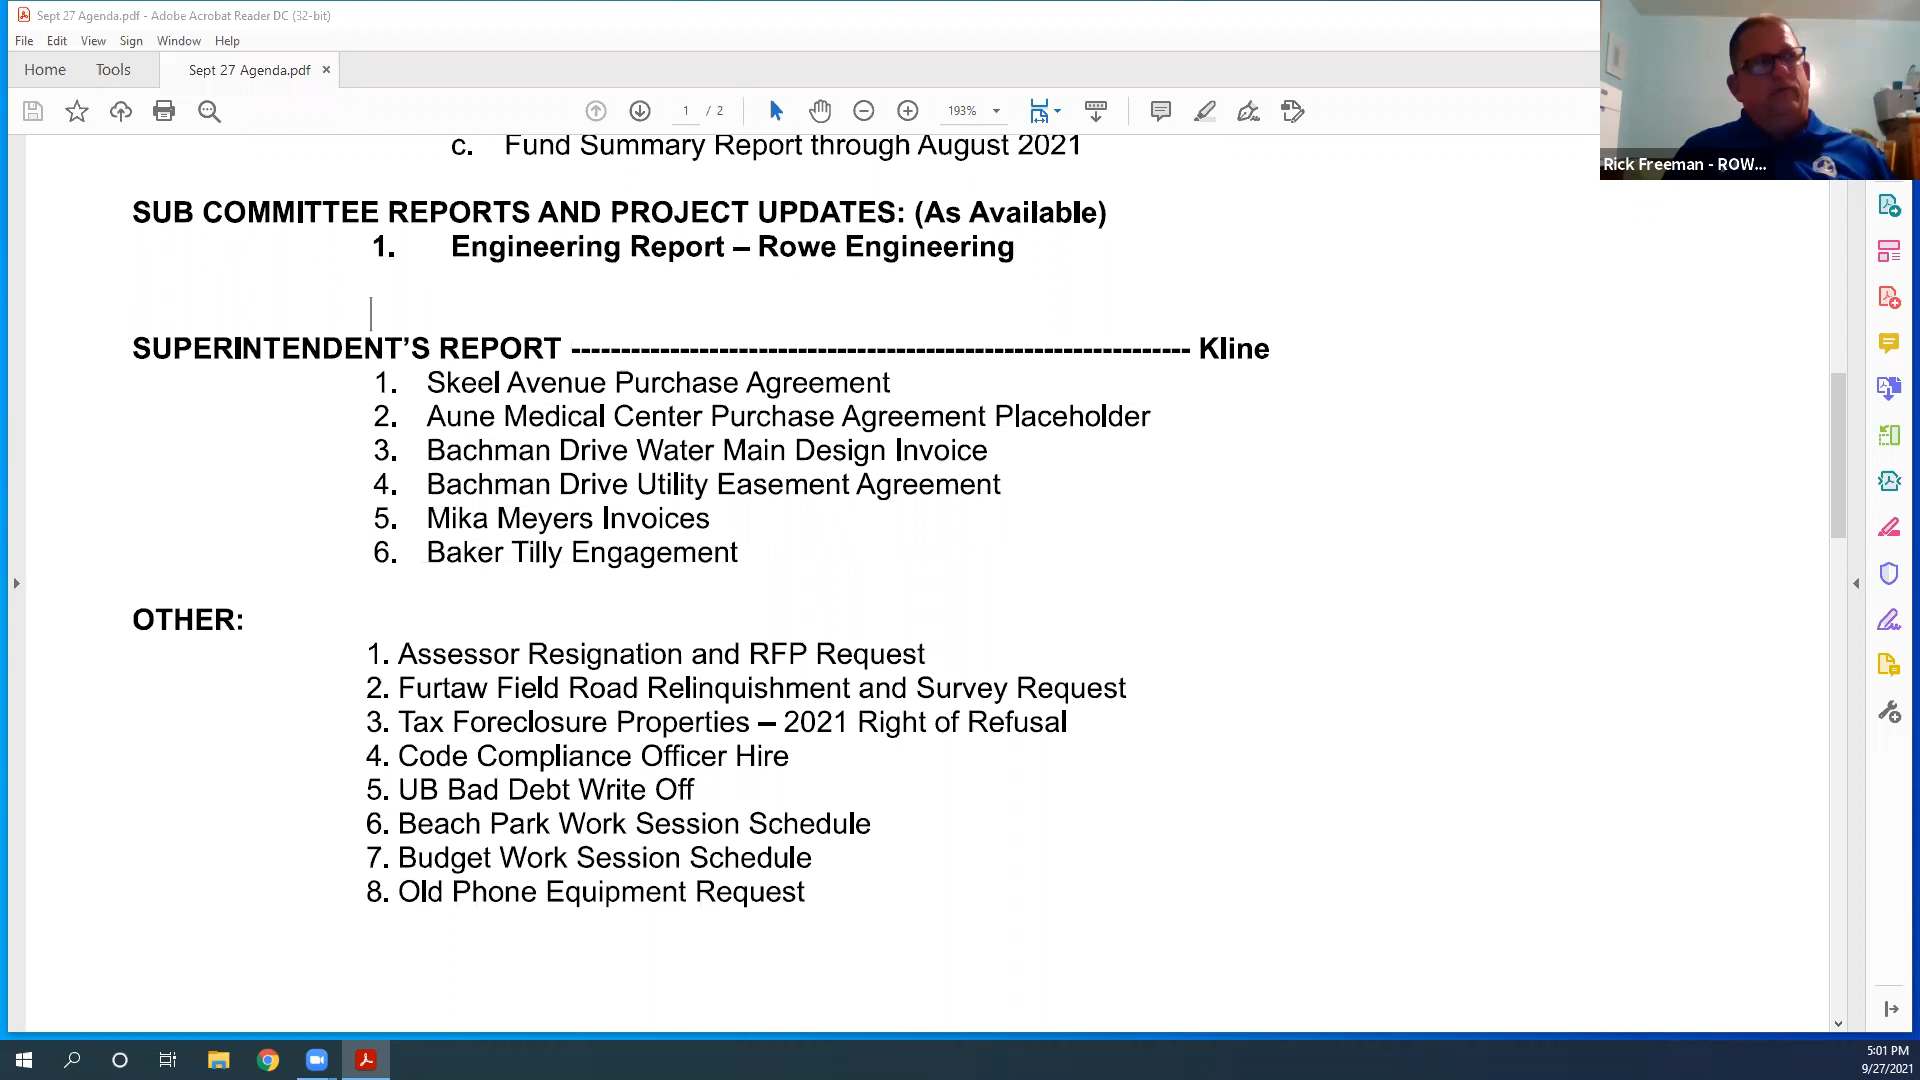 Sept 27 Agenda.pdf - Adobe Acrobat Reader DC (32-bit)
File Edit View Sign Window Help
Home Tools Sept 27 Agenda.pdf ×
1 / 2 193%
Rick Freeman - ROW...
c. Fund Summary Report through August 2021
SUB COMMITTEE REPORTS AND PROJECT UPDATES: (As Available)
1. Engineering Report – Rowe Engineering
SUPERINTENDENT’S REPORT -------------------------------------------------------------- Kline
1. Skeel Avenue Purchase Agreement
2. Aune Medical Center Purchase Agreement Placeholder
3. Bachman Drive Water Main Design Invoice
4. Bachman Drive Utility Easement Agreement
5. Mika Meyers Invoices
6. Baker Tilly Engagement
OTHER:
1. Assessor Resignation and RFP Request
2. Furtaw Field Road Relinquishment and Survey Request
3. Tax Foreclosure Properties – 2021 Right of Refusal
4. Code Compliance Officer Hire
5. UB Bad Debt Write Off
6. Beach Park Work Session Schedule
7. Budget Work Session Schedule
8. Old Phone Equipment Request
5:01 PM
9/27/2021